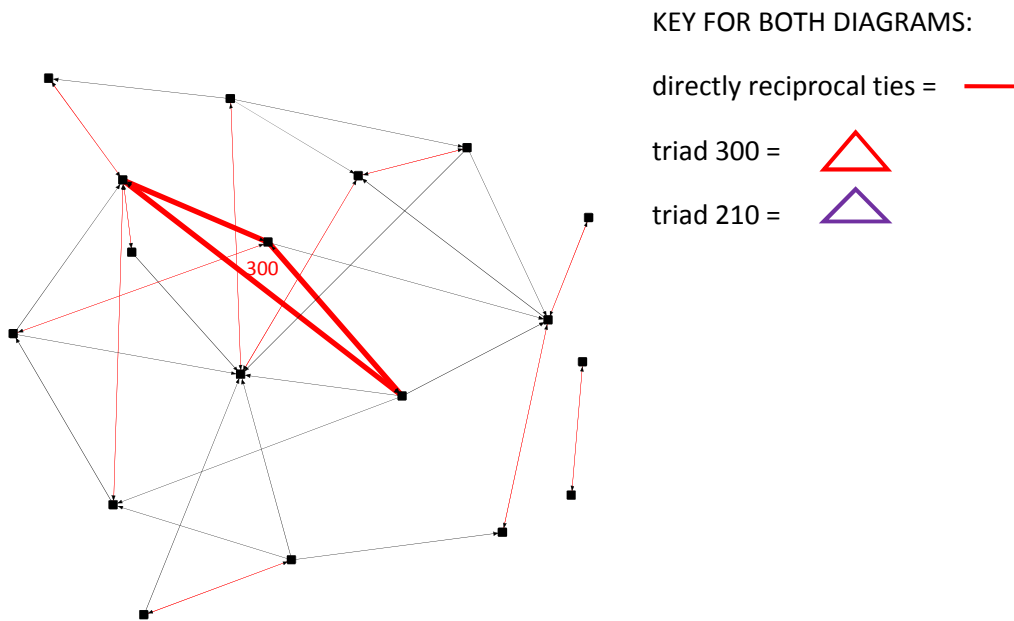 KEY FOR BOTH DIAGRAMS:
directly reciprocal ties =
triad 300 =
triad 210 =
300